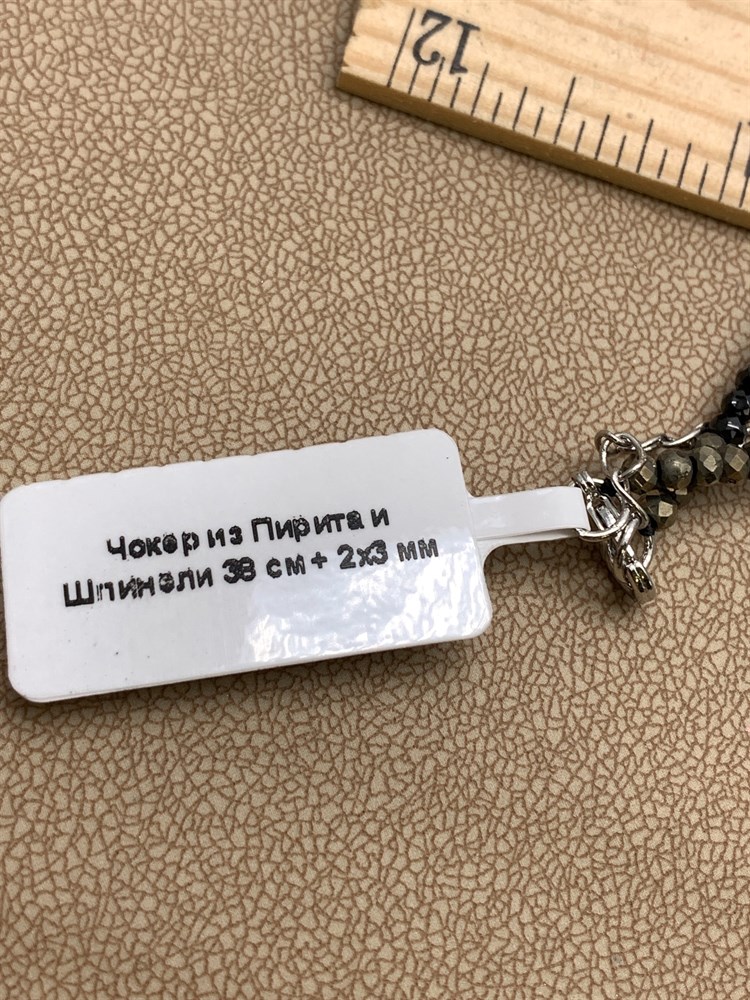 12
Чокер из Пирита и
Шпинели 38 см + 2х3 мм